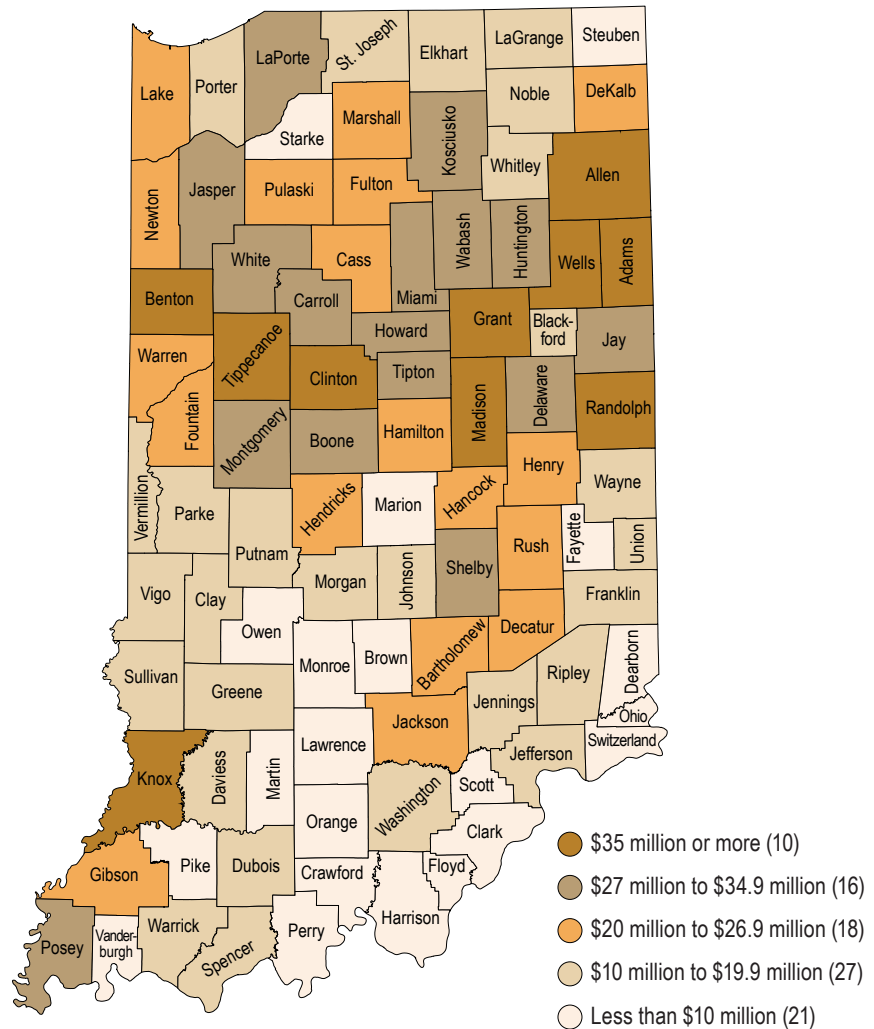 Steuben
LaGrange
St. Joseph
Elkhart
LaPorte
Porter
Lake
Noble
DeKalb
Marshall
Starke
Kosciusko
Whitley
Allen
Jasper
Pulaski
Fulton
Newton
Wabash
Huntington
White
Cass
Wells
Adams
Miami
Benton
Carroll
Grant
Black-
ford
Howard
Jay
Tippecanoe
Warren
Clinton
Tipton
Delaware
Madison
Randolph
Fountain
Montgomery
Boone
Hamilton
Henry
Wayne
Vermillion
Parke
Hendricks
Marion
Hancock
Putnam
Rush
Fayette
Union
Morgan
Johnson
Shelby
Vigo
Clay
Franklin
Owen
Monroe
Brown
Bartholomew
Decatur
Dearborn
Sullivan
Greene
Ripley
Jennings
Ohio
Jackson
Switzerland
Lawrence
Jefferson
Knox
Daviess
Martin
Scott
Washington
Orange
Clark
Pike
Dubois
Gibson
Crawford
Floyd
Harrison
Warrick
Perry
Vander-
burgh
Posey
Spencer
$35 million or more (10)
$27 million to $34.9 million (16)
$20 million to $26.9 million (18)
$10 million to $19.9 million (27)
Less than $10 million (21)